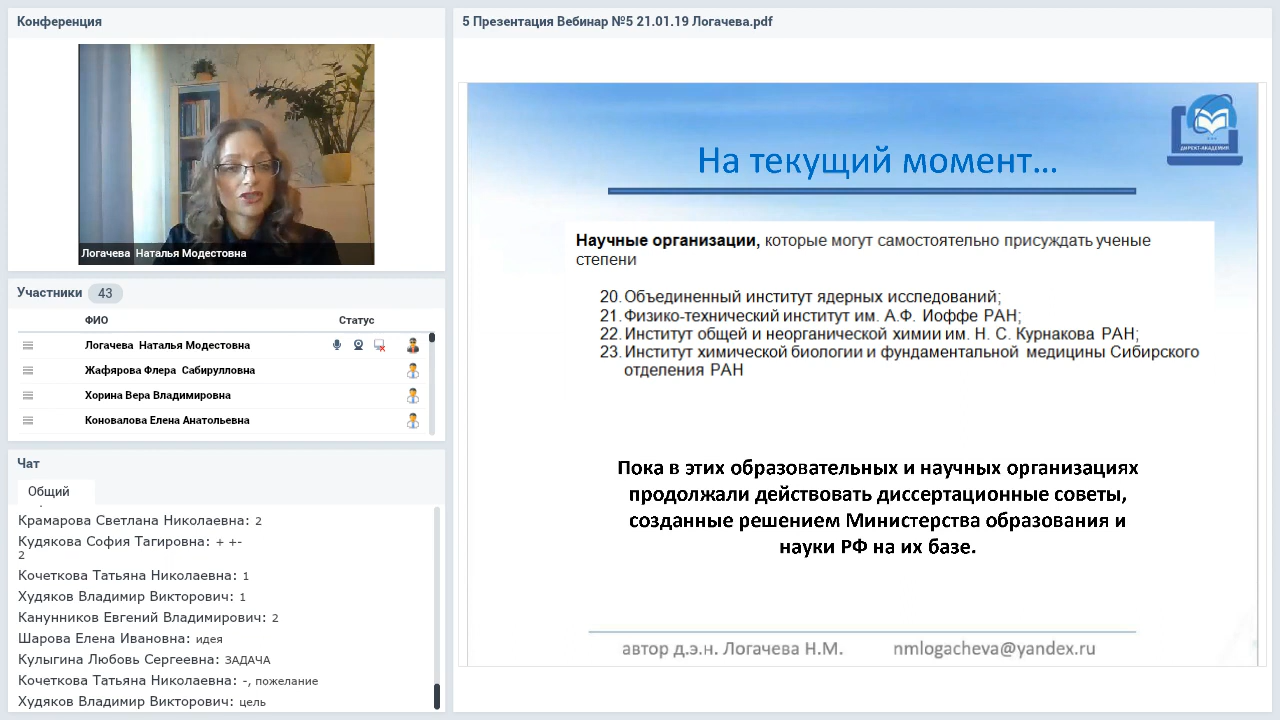 Конференция
Логачева Наталья Модестовна
Участники 43
ФИО Статус
Логачева Наталья Модестовна
Жафярова Флера Сабирулловна
Хорина Вера Владимировна
Коновалова Елена Анатольевна
Чат
Общий
Крамарова Светлана Николаевна: 2
Кудякова София Тагировна: + +-
2
Кочеткова Татьяна Николаевна: 1
Худяков Владимир Викторович: 1
Канунников Евгений Владимирович: 2
Шарова Елена Ивановна: идея
Кулыгина Любовь Сергеевна: ЗАДАЧА
Кочеткова Татьяна Николаевна: -, пожелание
Худяков Владимир Викторович: цель
5 Презентация Вебинар №5 21.01.19 Логачева.pdf
ДИРЕКТ-АКАДЕМИЯ
На текущий момент...
Научные организации, которые могут самостоятельно присуждать ученые
степени
20. Объединенный институт ядерных исследований;
21. Физико-технический институт им. А.Ф. Иоффе РАН;
22. Институт общей и неорганической химии им. Н. С. Курнакова РАН;
23. Институт химической биологии и фундаментальной медицины Сибирского
отделения РАН
Пока в этих образовательных и научных организациях
продолжали действовать диссертационные советы,
созданные решением Министерства образования и
науки РФ на их базе.
автор д.э.н. Логачева Н.М. nmlogacheva@yandex.ru